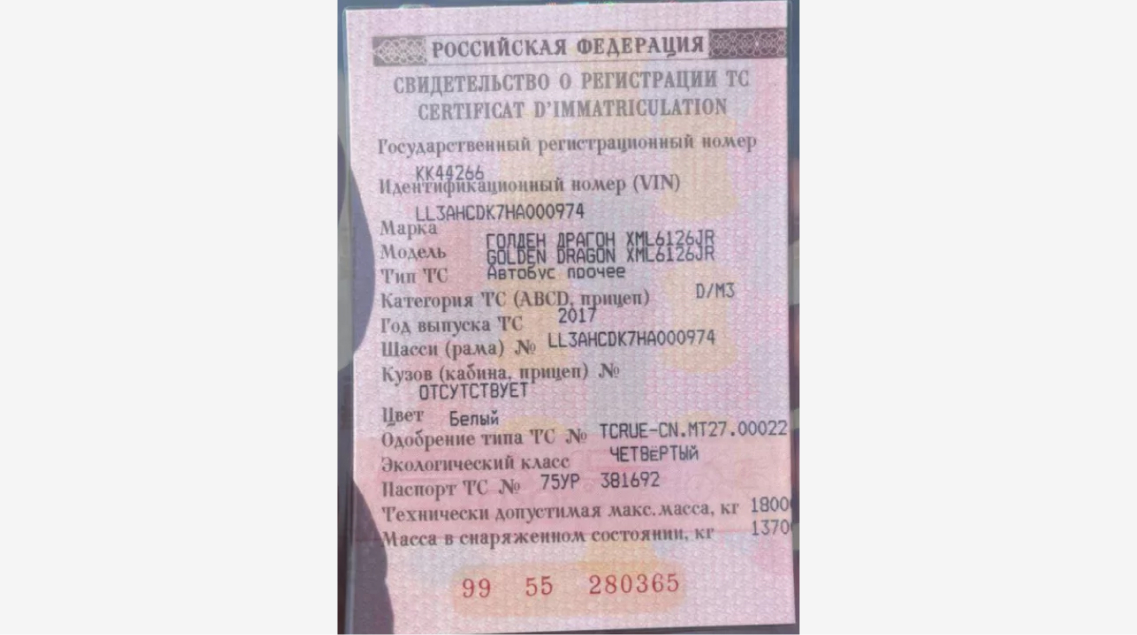 РОССИЙСКАЯ ФЕДЕРАЦИЯ
СВИДЕТЕЛЬСТВО О РЕГИСТРАЦИИ ТС
CERTIFICAT D'IMMATRICULATION
Государственный регистрационный номер
КК44266
Идентификационный номер (VIN)
LL3AHCDK7HA000974
Марка ГОЛДЕН ДРАГОН XML6126JR
Модель GOLDEN DRAGON XML6126JR
Тип ТС Автобус прочее
Категория ТС (ABCD, прицеп) D/M3
Год выпуска ТС 2017
Шасси (рама) № LL3AHCDK7HA000974
Кузов (кабина, прицеп) №
ОТСУТСТВУЕТ
Цвет Белый
Одобрение типа ТС № TCRUE-CN.MT27.00022
Экологический класс ЧЕТВЁРТЫЙ
Паспорт ТС № 75УР 381692
Технически допустимая макс.масса, кг 1800
Масса в снаряженном состоянии, кг 1370
99 55 280365